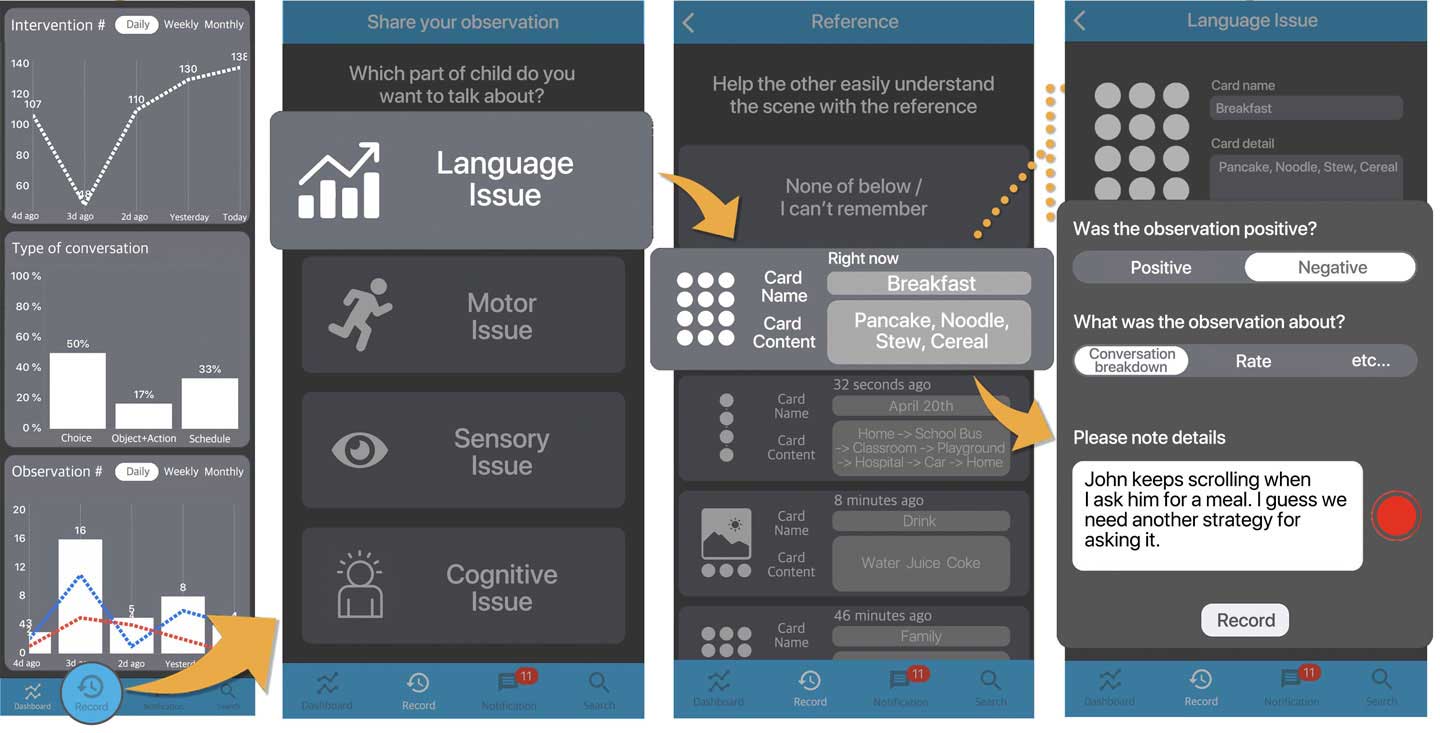 Intervention # Daily Weekly Monthly
140
120
100
80
60
107
48
110
130
138
4d ago 3d ago 2d ago Yesterday Today
Type of conversation
100 %
80 %
60 %
40 %
20 %
0 %
50%
17%
33%
Choice Object+Action Schedule
Observation # Daily Weekly Monthly
20
16
12
8
4
0
3
16
5
8
4
4d ago 3d ago 2d ago Yesterday
Dashboard Record Notification Search
Share your observation
Which part of child do you
want to talk about?
Language
Issue
Motor
Issue
Sensory
Issue
Cognitive
Issue
11
Dashboard Record Notification Search
Reference
Help the other easily understand
the scene with the reference
None of below /
I can't remember
Right now
Card
Name
Breakfast
Card
Content
Pancake, Noodle,
Stew, Cereal
32 seconds ago
Card
Name
April 20th
Card
Content
Home -> School Bus
-> Classroom -> Playground
-> Hospital -> Car -> Home
8 minutes ago
Card
Name
Drink
Card
Content
Water Juice Coke
46 minutes ago
Card
Name
Family
11
Dashboard Record Notification Search
Language Issue
Card name
Breakfast
Card detail
Pancake, Noodle, Stew, Cereal
Was the observation positive?
Positive Negative
What was the observation about?
Conversation
breakdown
Rate etc...
Please note details
John keeps scrolling when
I ask him for a meal. I guess we
need another strategy for
asking it.
Record
11
Dashboard Record Notification Search